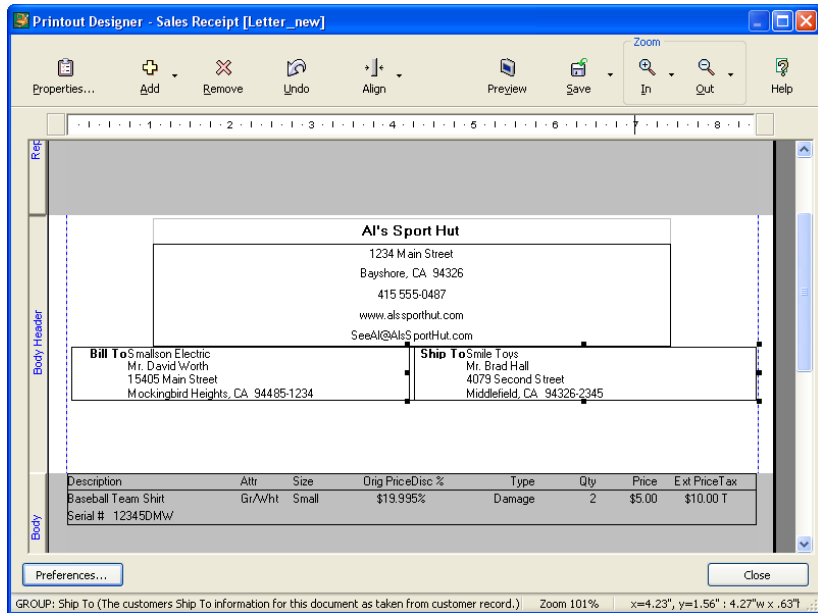 Printout Designer - Sales Receipt [Letter_new]
Zoom
Properties... Add Remove Undo Align Preview Save In Out Help
1 2 3 4 5 6 7 8
Rep
Body Header
Body
Al's Sport Hut
1234 Main Street
Bayshore, CA 94326
415 555-0487
www.alssporthut.com
SeeAl@AlsSportHut.com
Bill To Smallson Electric Ship To Smile Toys
Mr. David Worth Mr. Brad Hall
15405 Main Street 4079 Second Street
Mockingbird Heights, CA 94485-1234 Middlefield, CA 94326-2345
Description Attr Size Orig Price Disc % Type Qty Price Ext Price Tax
Baseball Team Shirt Gr/Wht Small $19.99 5% Damage 2 $5.00 $10.00 T
Serial # 12345DMW
Preferences... Close
GROUP: Ship To (The customers Ship To information for this document as taken from customer record.) Zoom 101% x=4.23", y=1.56" : 4.27"w x .63"l